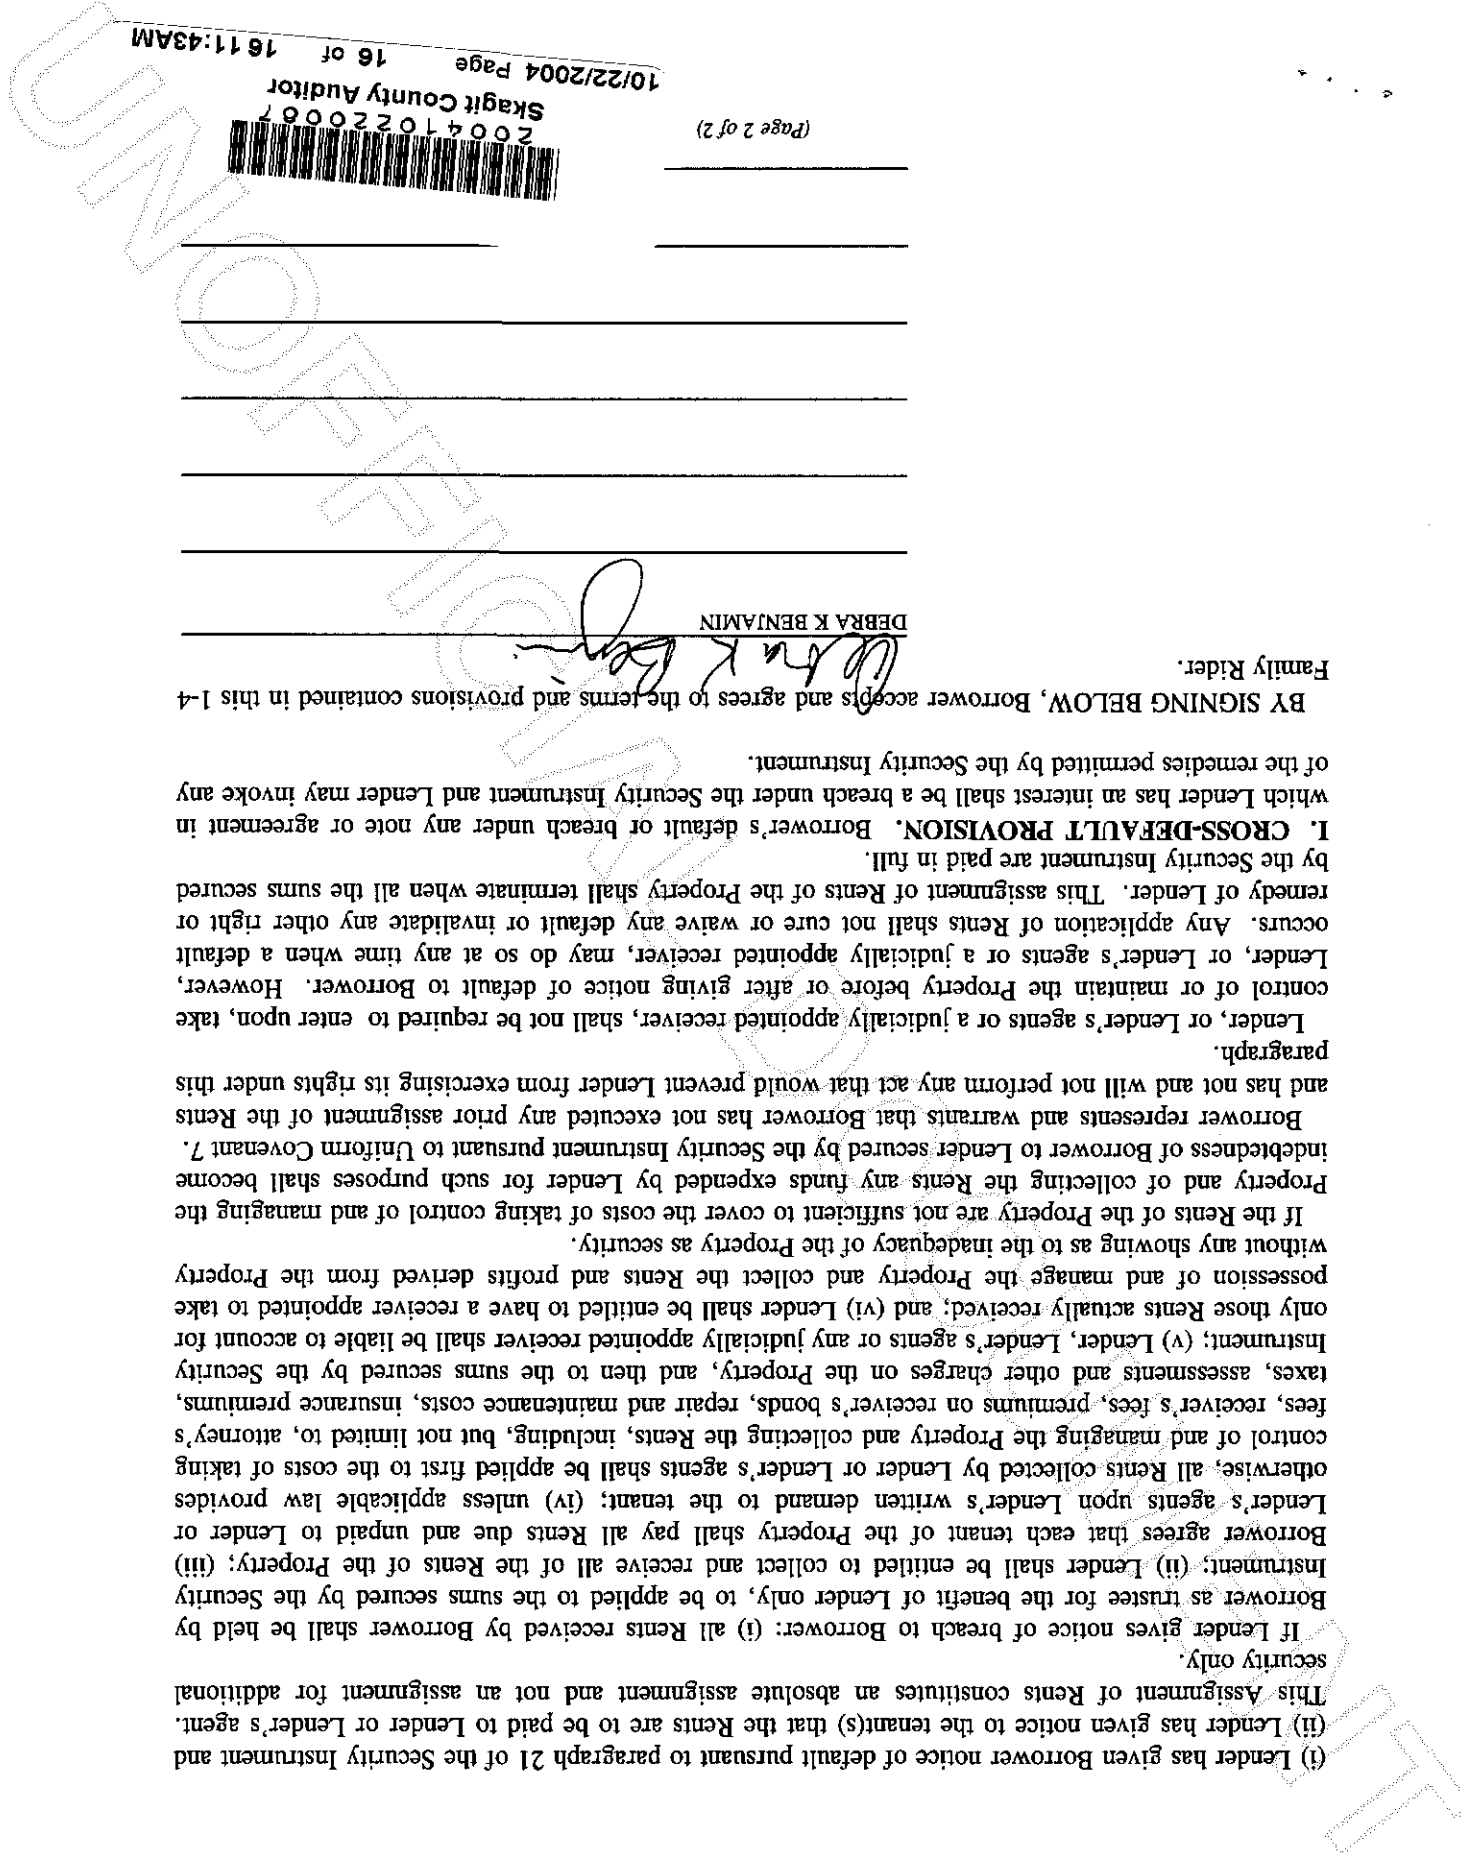 (i) Lender has given Borrower notice of default pursuant to paragraph 21 of the Security Instrument and
(ii) Lender has given notice to the tenant(s) that the Rents are to be paid to Lender or Lender's agent.
This Assignment of Rents constitutes an absolute assignment and not an assignment for additional
security only.
If Lender gives notice of breach to Borrower: (i) all Rents received by Borrower shall be held by
Borrower as trustee for the benefit of Lender only, to be applied to the sums secured by the Security
Instrument; (ii) Lender shall be entitled to collect and receive all of the Rents of the Property; (iii)
Borrower agrees that each tenant of the Property shall pay all Rents due and unpaid to Lender or
Lender's agents upon Lender's written demand to the tenant; (iv) unless applicable law provides
otherwise, all Rents collected by Lender or Lender's agents shall be applied first to the costs of taking
control of and managing the Property and collecting the Rents, including, but not limited to, attorney's
fees, receiver's fees, premiums on receiver's bonds, repair and maintenance costs, insurance premiums,
taxes, assessments and other charges on the Property, and then to the sums secured by the Security
Instrument; (v) Lender, Lender's agents or any judicially appointed receiver shall be liable to account for
only those Rents actually received; and (vi) Lender shall be entitled to have a receiver appointed to take
possession of and manage the Property and collect the Rents and profits derived from the Property
without any showing as to the inadequacy of the Property as security.
If the Rents of the Property are not sufficient to cover the costs of taking control of and managing the
Property and of collecting the Rents any funds expended by Lender for such purposes shall become
indebtedness of Borrower to Lender secured by the Security Instrument pursuant to Uniform Covenant 7.
Borrower represents and warrants that Borrower has not executed any prior assignment of the Rents
and has not and will not perform any act that would prevent Lender from exercising its rights under this
paragraph.
Lender, or Lender's agents or a judicially appointed receiver, shall not be required to enter upon, take
control of or maintain the Property before or after giving notice of default to Borrower. However,
Lender, or Lender's agents or a judicially appointed receiver, may do so at any time when a default
occurs. Any application of Rents shall not cure or waive any default or invalidate any other right or
remedy of Lender. This assignment of Rents of the Property shall terminate when all the sums secured
by the Security Instrument are paid in full.
I. CROSS-DEFAULT PROVISION. Borrower's default or breach under any note or agreement in
which Lender has an interest shall be a breach under the Security Instrument and Lender may invoke any
of the remedies permitted by the Security Instrument.
BY SIGNING BELOW, Borrower accepts and agrees to the terms and provisions contained in this 1-4
Family Rider.
Debra K Benjamin
DEBRA K BENJAMIN
(Page 2 of 2)
200410220087
Skagit County Auditor
10/22/2004 Page 16 of 16 11:43AM
UNOFFICIAL DOCUMENT